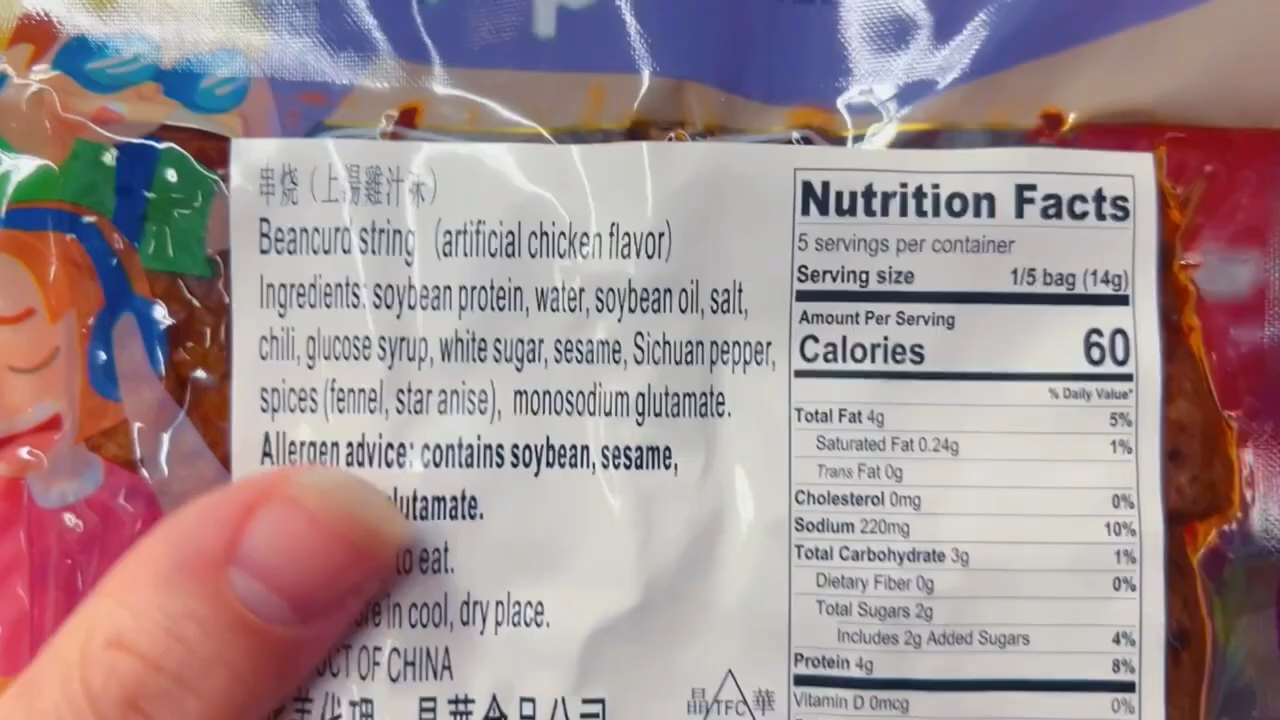 串烧（上湯雞汁味）
Beancurd string (artificial chicken flavor)
Ingredients: soybean protein, water, soybean oil, salt,
chili, glucose syrup, white sugar, sesame, Sichuan pepper,
spices (fennel, star anise), monosodium glutamate.
Allergen advice: contains soybean, sesame,
to eat.
in cool, dry place.
OF CHINA
晶 TFC 華
Nutrition Facts
5 servings per container
Serving size 1/5 bag (14g)
Amount Per Serving
Calories 60
% Daily Value*
Total Fat 4g 5%
Saturated Fat 0.24g 1%
Trans Fat 0g
Cholesterol 0mg 0%
Sodium 220mg 10%
Total Carbohydrate 3g 1%
Dietary Fiber 0g 0%
Total Sugars 2g
Includes 2g Added Sugars 4%
Protein 4g 8%
Vitamin D 0mcg 0%